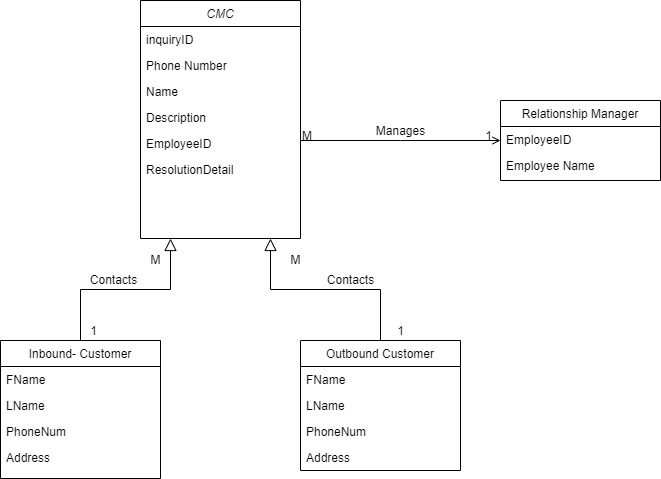 CMC
inquiryID
Phone Number
Name
Description
EmployeeID
ResolutionDetail
M
Manages
1
Relationship Manager
EmployeeID
Employee Name
M
Contacts
1
M
Contacts
1
Inbound- Customer
FName
LName
PhoneNum
Address
Outbound Customer
FName
LName
PhoneNum
Address